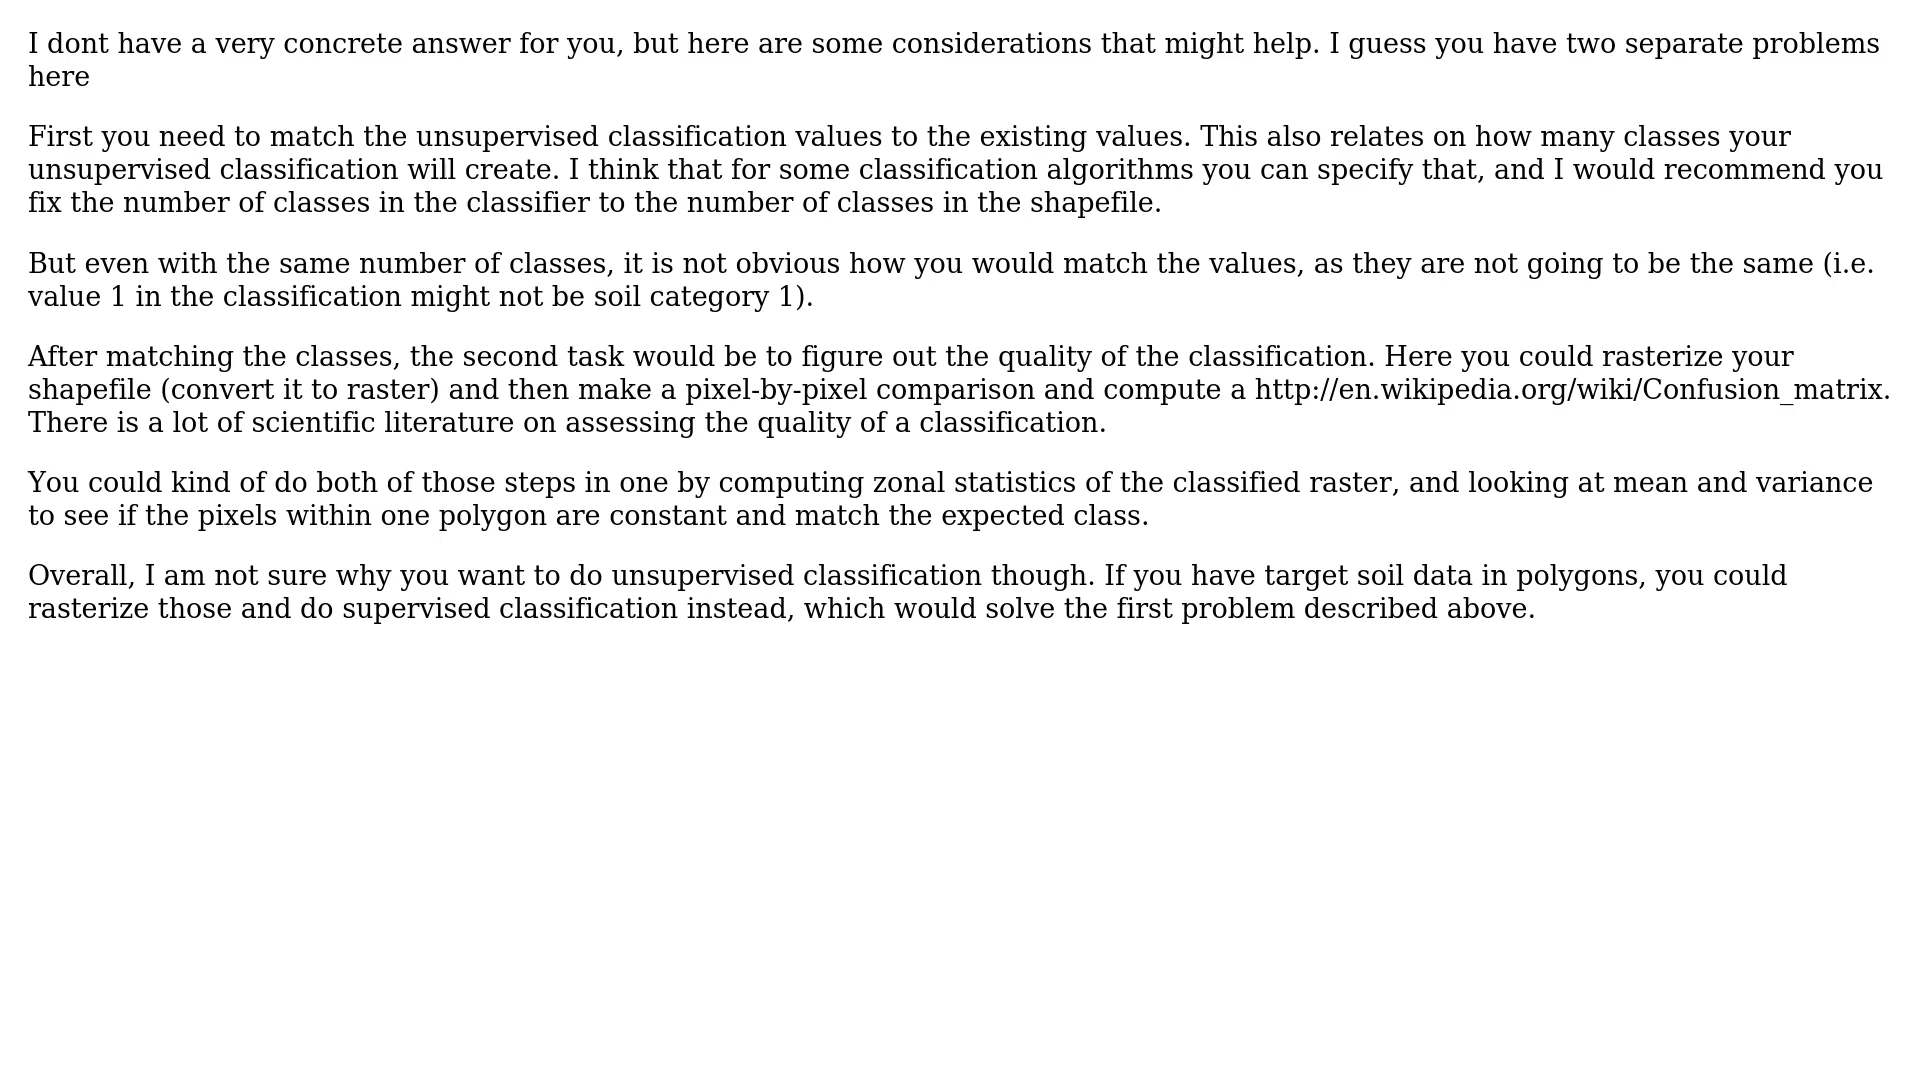 I dont have a very concrete answer for you, but here are some considerations that might help. I guess you have two separate problems
here
First you need to match the unsupervised classification values to the existing values. This also relates on how many classes your
unsupervised classification will create. I think that for some classification algorithms you can specify that, and I would recommend you
fix the number of classes in the classifier to the number of classes in the shapefile.
But even with the same number of classes, it is not obvious how you would match the values, as they are not going to be the same (i.e.
value 1 in the classification might not be soil category 1).
After matching the classes, the second task would be to figure out the quality of the classification. Here you could rasterize your
shapefile (convert it to raster) and then make a pixel-by-pixel comparison and compute a http://en.wikipedia.org/wiki/Confusion_matrix.
There is a lot of scientific literature on assessing the quality of a classification.
You could kind of do both of those steps in one by computing zonal statistics of the classified raster, and looking at mean and variance
to see if the pixels within one polygon are constant and match the expected class.
Overall, I am not sure why you want to do unsupervised classification though. If you have target soil data in polygons, you could
rasterize those and do supervised classification instead, which would solve the first problem described above.